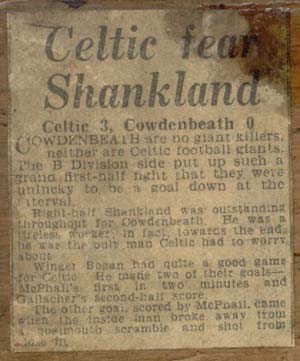 Celtic fear
Shankland
Celtic 3, Cowdenbeath 0
COWDENBEATH are no giant killers,
neither are Celtic football giants.
The B Division side put up such a
grand first-half fight that they were
unlucky to be a goal down at the
interval.
Right-half Shankland was outstanding
throughout for Cowdenbeath. He was a
tireless worker. In fact, towards the end,
he was the only man Celtic had to worry
about.
Winger Bogan had quite a good game
for Celtic. He made two of their goals—
McPhail's first in two minutes and
Gallacher's second-half score.
The other goal, scored by McPhail, came
when the inside man broke away from
a goalmouth scramble and shot from
in.